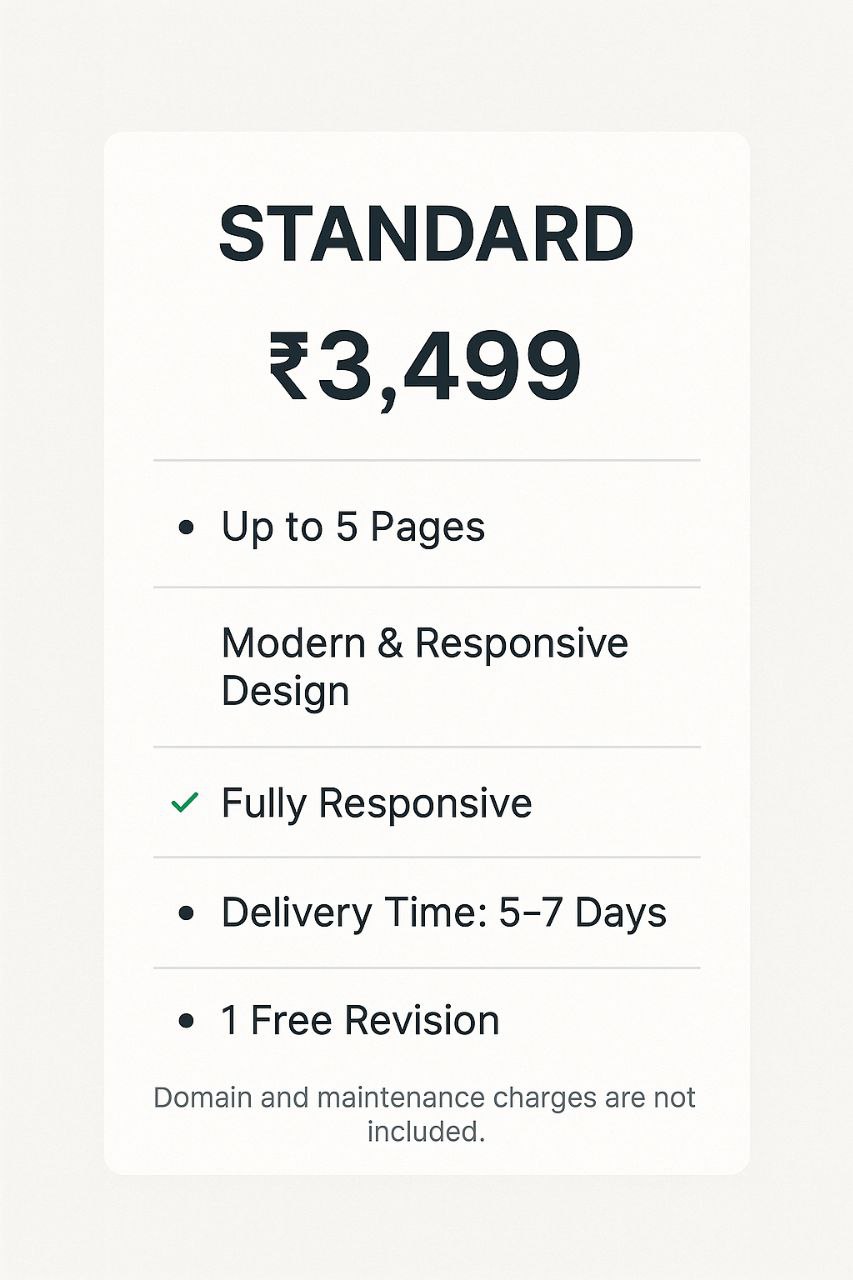 STANDARD
₹3,499
• Up to 5 Pages
Modern & Responsive
Design
✓ Fully Responsive
• Delivery Time: 5–7 Days
• 1 Free Revision
Domain and maintenance charges are not
included.